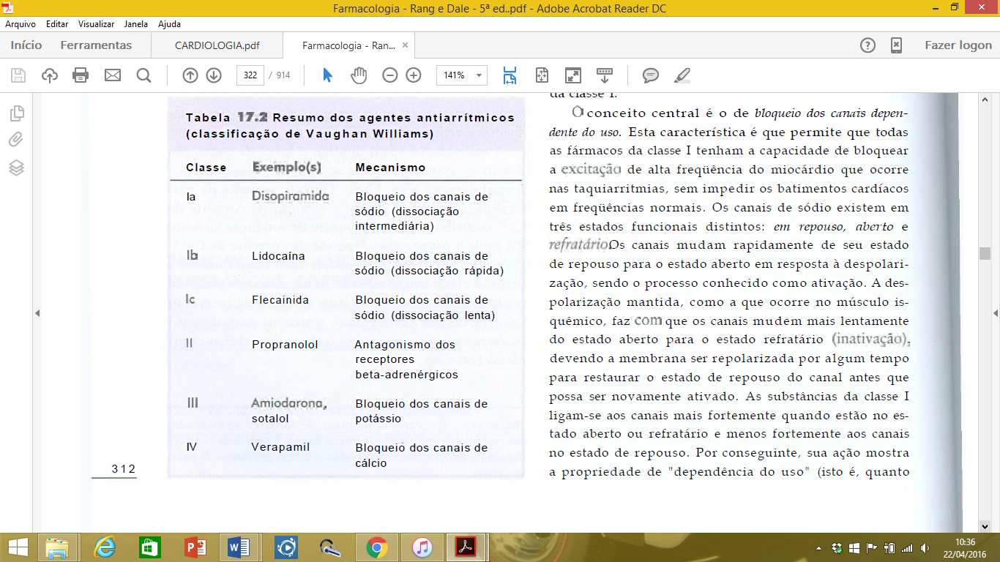 Farmacologia - Rang e Dale - 5ª ed..pdf - Adobe Acrobat Reader DC
Arquivo Editar Visualizar Janela Ajuda
Início Ferramentas CARDIOLOGIA.pdf Farmacologia - Ran... × Fazer logon
322 / 914 141%
Tabela 17.2 Resumo dos agentes antiarrítmicos
(classificação de Vaughan Williams)
Classe Exemplo(s) Mecanismo
Ia Disopiramida Bloqueio dos canais de
sódio (dissociação
intermediária)
Ib Lidocaína Bloqueio dos canais de
sódio (dissociação rápida)
Ic Flecainida Bloqueio dos canais de
sódio (dissociação lenta)
II Propranolol Antagonismo dos
receptores
beta-adrenérgicos
III Amiodarona, Bloqueio dos canais de
sotalol potássio
IV Verapamil Bloqueio dos canais de
cálcio
312
da classe I.
O conceito central é o de bloqueio dos canais depen-
dente do uso. Esta característica é que permite que todas
as fármacos da classe I tenham a capacidade de bloquear
a excitação de alta freqüência do miocárdio que ocorre
nas taquiarritmias, sem impedir os batimentos cardíacos
em freqüências normais. Os canais de sódio existem em
três estados funcionais distintos: em repouso, aberto e
refratário. Os canais mudam rapidamente de seu estado
de repouso para o estado aberto em resposta à despolari-
zação, sendo o processo conhecido como ativação. A des-
polarização mantida, como a que ocorre no músculo is-
quêmico, faz com que os canais mudem mais lentamente
do estado aberto para o estado refratário (inativação),
devendo a membrana ser repolarizada por algum tempo
para restaurar o estado de repouso do canal antes que
possa ser novamente ativado. As substâncias da classe I
ligam-se aos canais mais fortemente quando estão no es-
tado aberto ou refratário e menos fortemente aos canais
no estado de repouso. Por conseguinte, sua ação mostra
a propriedade de "dependência do uso" (isto é, quanto
10:36
22/04/2016